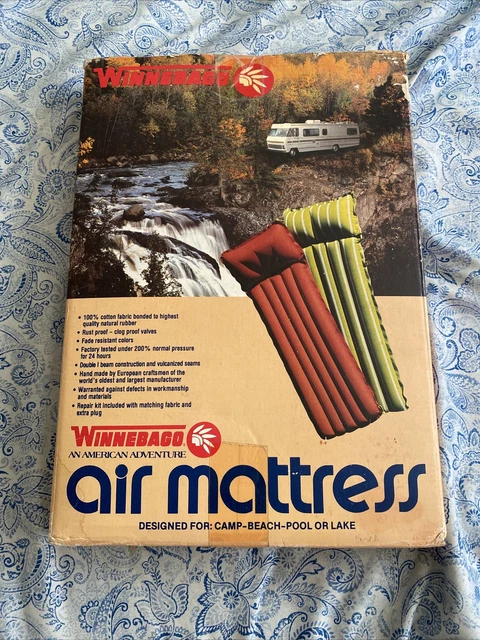 WINNEBAGO
• 100% cotton fabric bonded to highest
quality natural rubber
• Rust proof – clog proof valves
• Fade resistant colors
• Factory tested under 200% normal pressure
for 24 hours
• Double I beam construction and vulcanized seams
• Hand made by European craftsmen of the
world's oldest and largest manufacturer
• Warranted against defects in workmanship
and materials
• Repair kit included with matching fabric and
extra plug
WINNEBAGO
AN AMERICAN ADVENTURE
air mattress
DESIGNED FOR: CAMP–BEACH–POOL OR LAKE